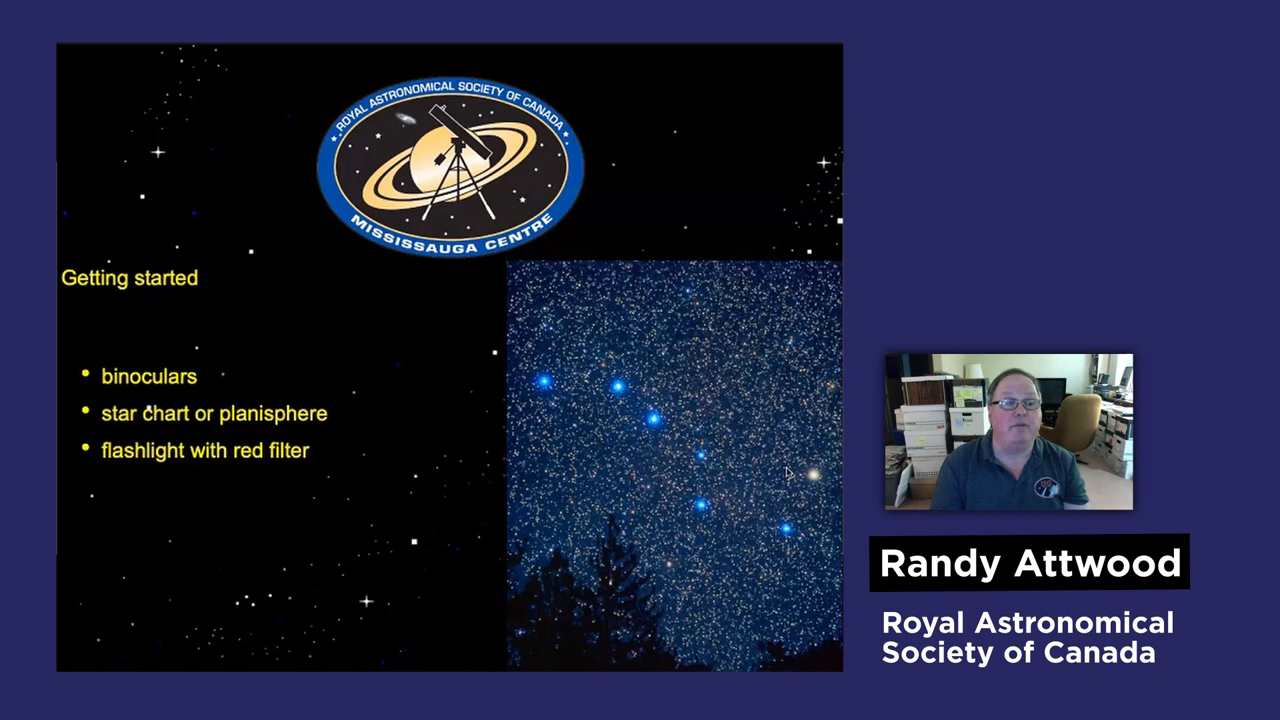 ROYAL ASTRONOMICAL SOCIETY OF CANADA
MISSISSAUGA CENTRE
Getting started
• binoculars
• star chart or planisphere
• flashlight with red filter
Randy Attwood
Royal Astronomical
Society of Canada